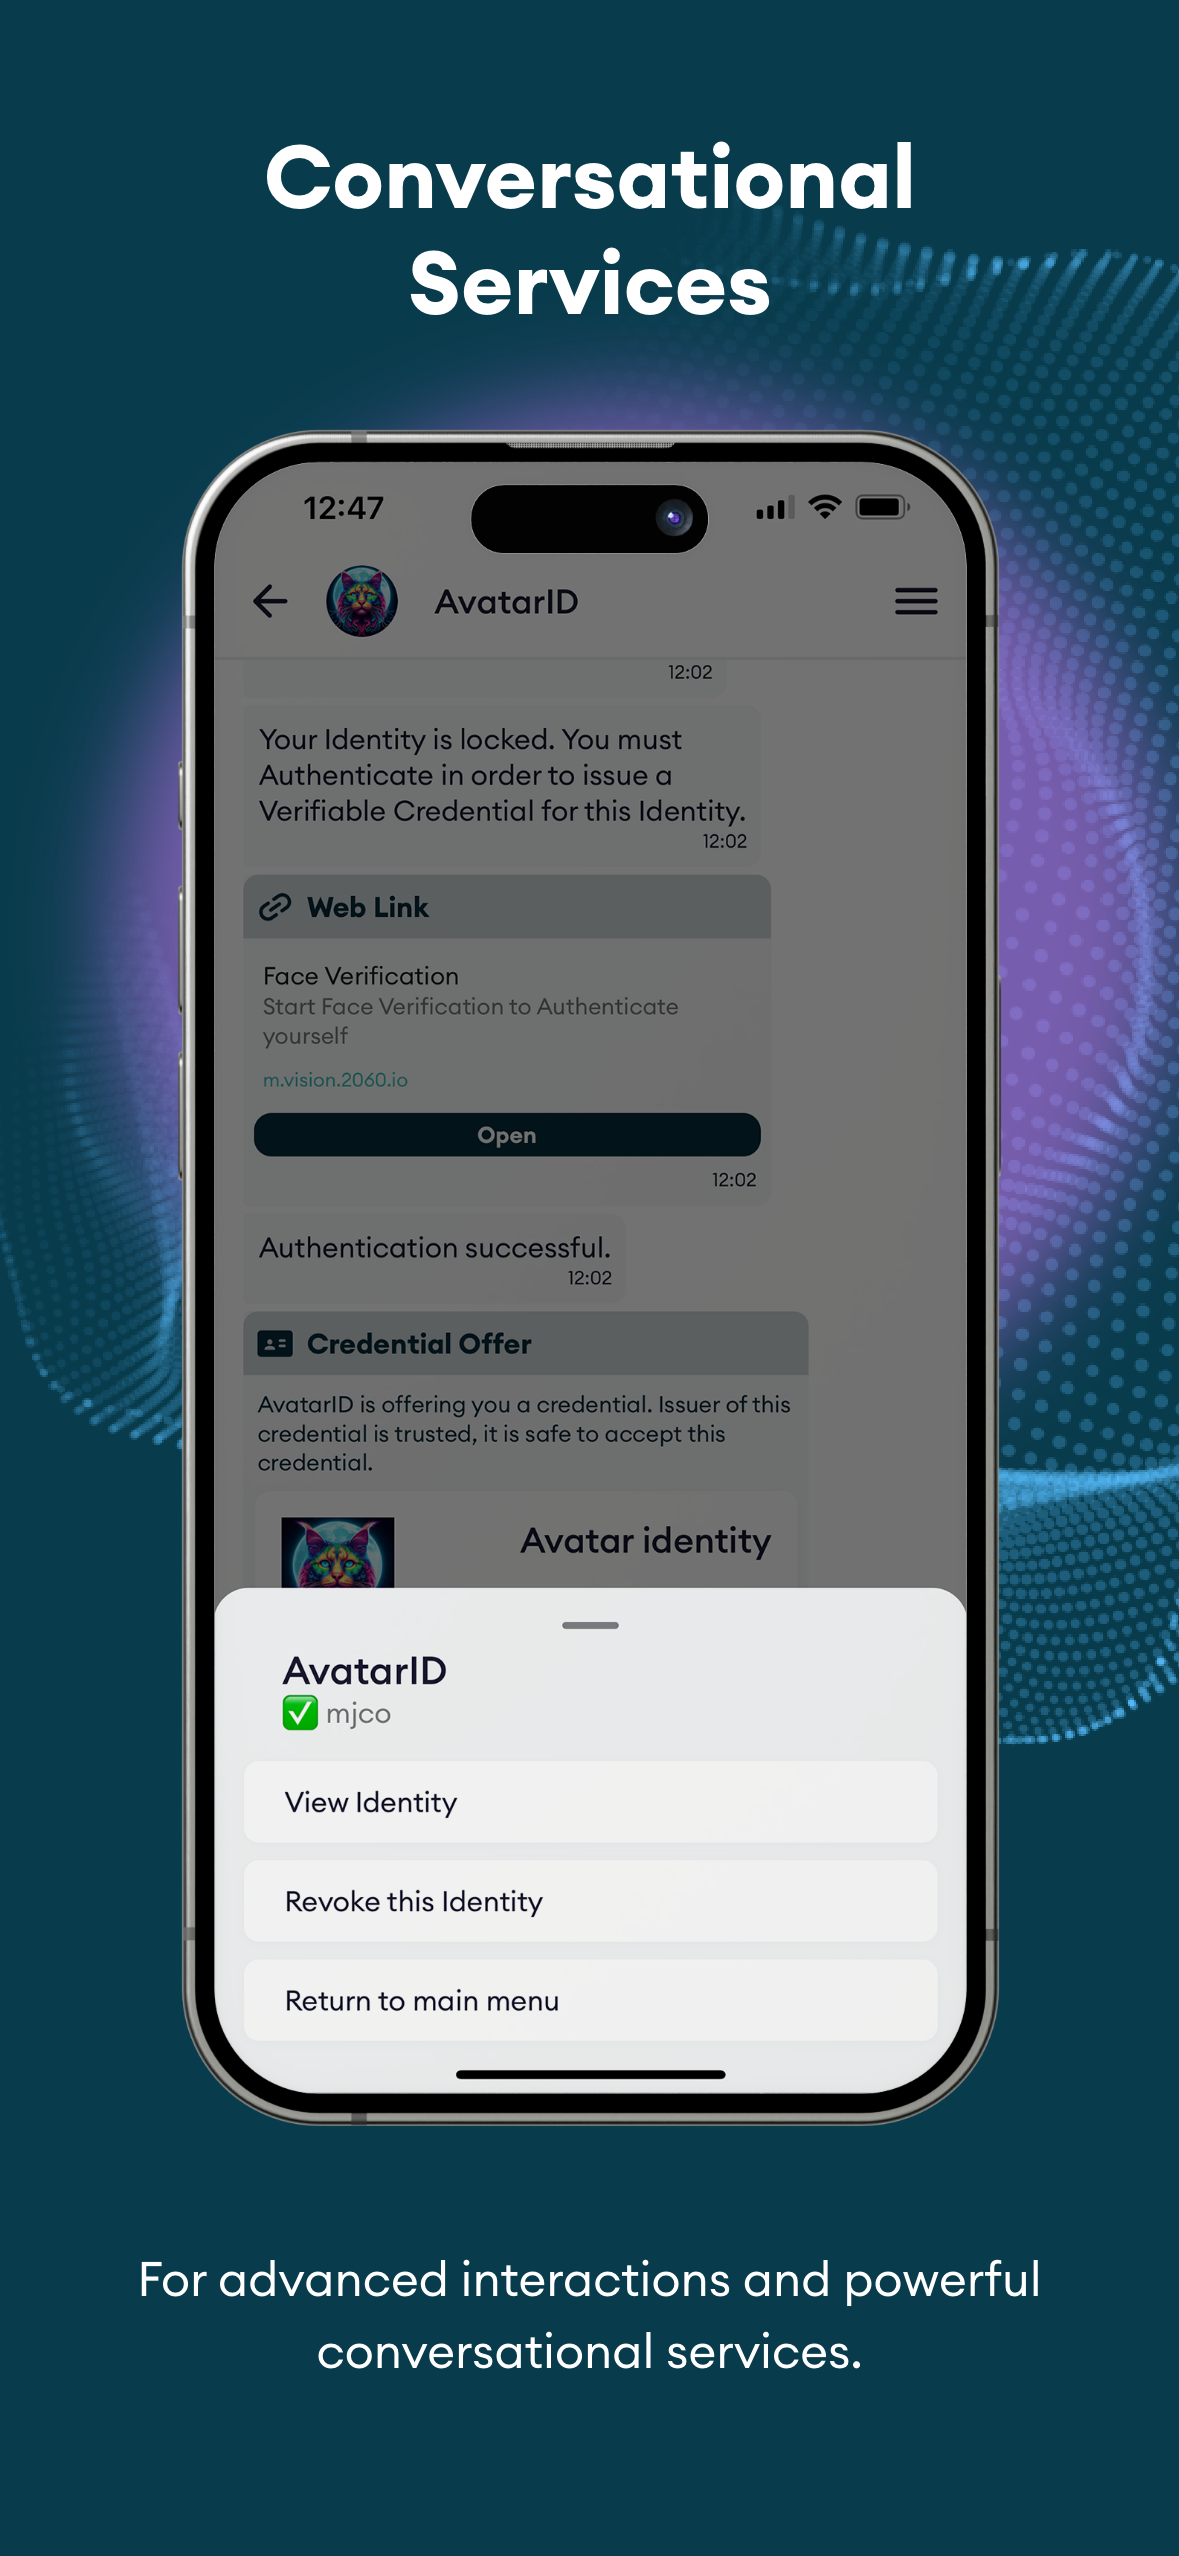 Conversational
Services
12:47
AvatarID
12:02
Your Identity is locked. You must
Authenticate in order to issue a
Verifiable Credential for this Identity.
12:02
Web Link
Face Verification
Start Face Verification to Authenticate
yourself
m.vision.2060.io
Open
12:02
Authentication successful.
12:02
Credential Offer
AvatarID is offering you a credential. Issuer of this
credential is trusted, it is safe to accept this
credential.
Avatar identity
AvatarID
✅ mjco
View Identity
Revoke this Identity
Return to main menu
For advanced interactions and powerful
conversational services.